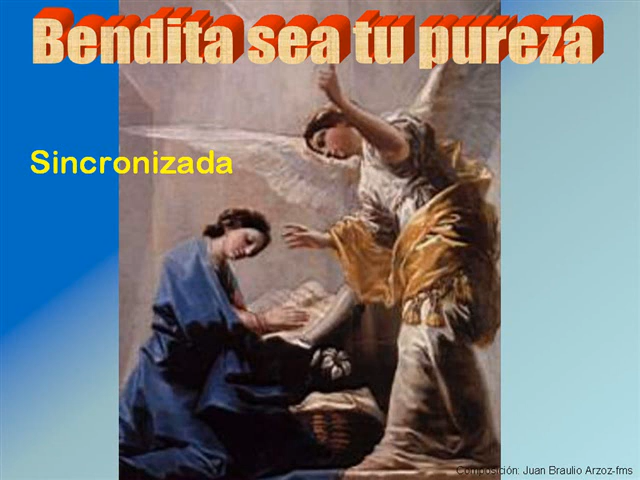 Bendita sea tu pureza
Sincronizada
Composición: Juan Braulio Arzoz-fms